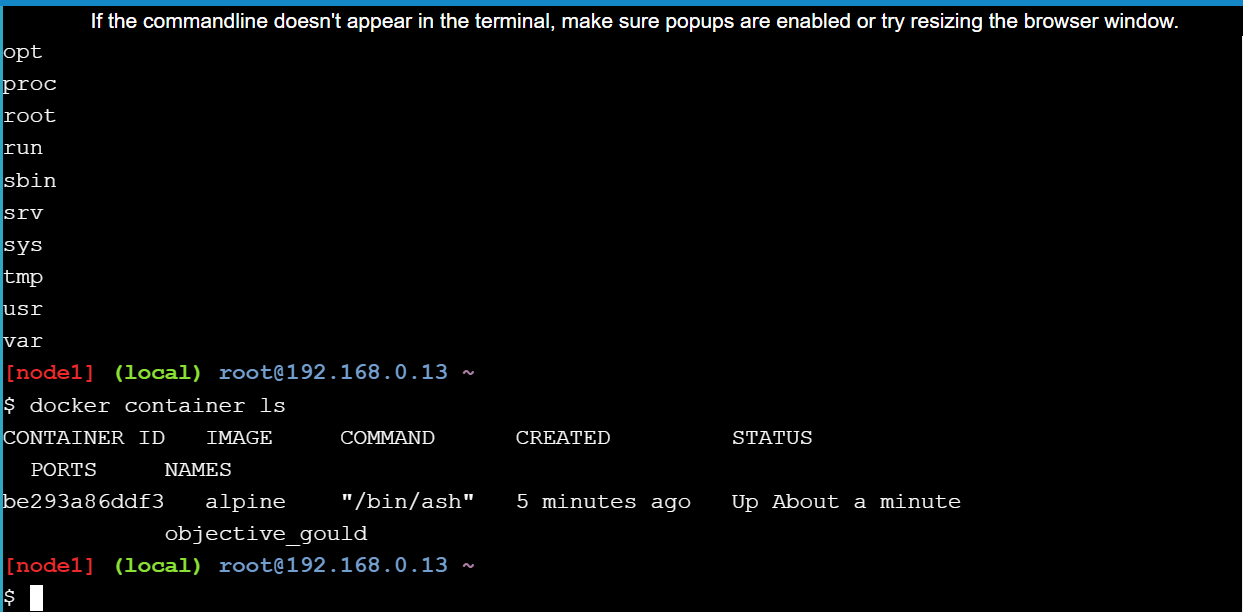 If the commandline doesn't appear in the terminal, make sure popups are enabled or try resizing the browser window.
opt
proc
root
run
sbin
srv
sys
tmp
usr
var
[node1] (local) root@192.168.0.13 ~
$ docker container ls
CONTAINER ID   IMAGE     COMMAND      CREATED         STATUS
  PORTS     NAMES
be293a86ddf3   alpine    "/bin/ash"   5 minutes ago   Up About a minute
            objective_gould
[node1] (local) root@192.168.0.13 ~
$